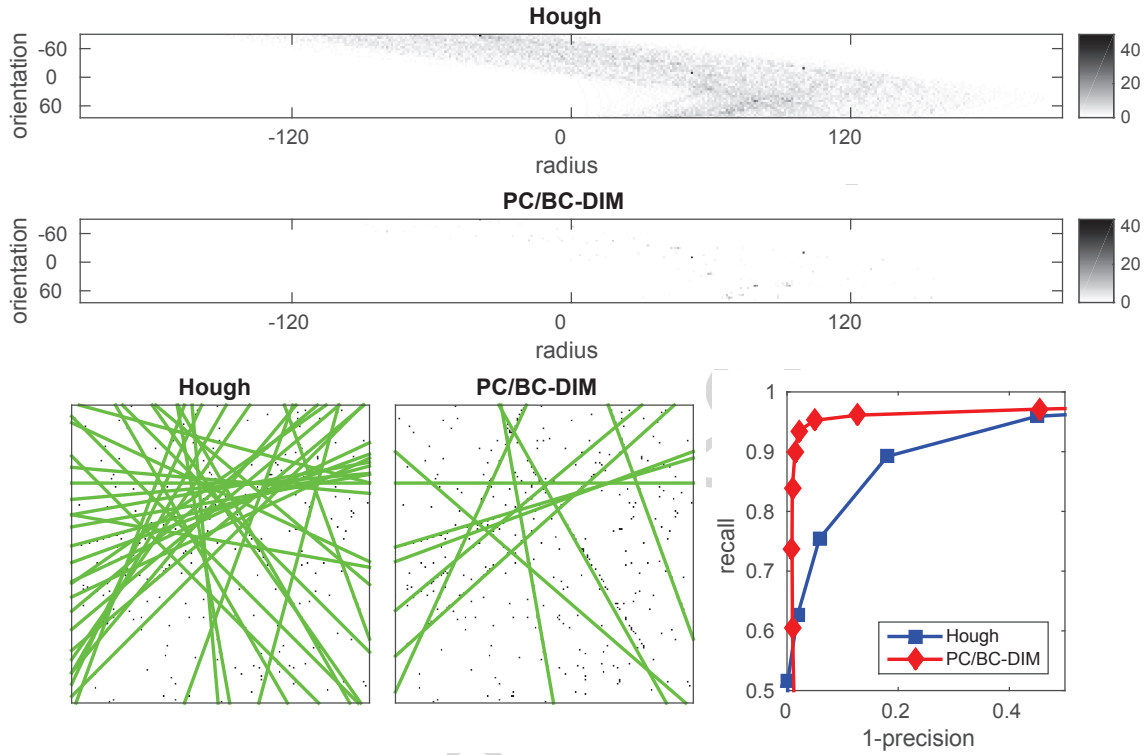 Hough
orientation
-60
0
60
-120
0
120
radius
40
20
0
PC/BC-DIM
orientation
-60
0
60
-120
0
120
radius
40
20
0
Hough
PC/BC-DIM
recall
1
0.9
0.8
0.7
0.6
0.5
0
0.2
0.4
1-precision
Hough
PC/BC-DIM